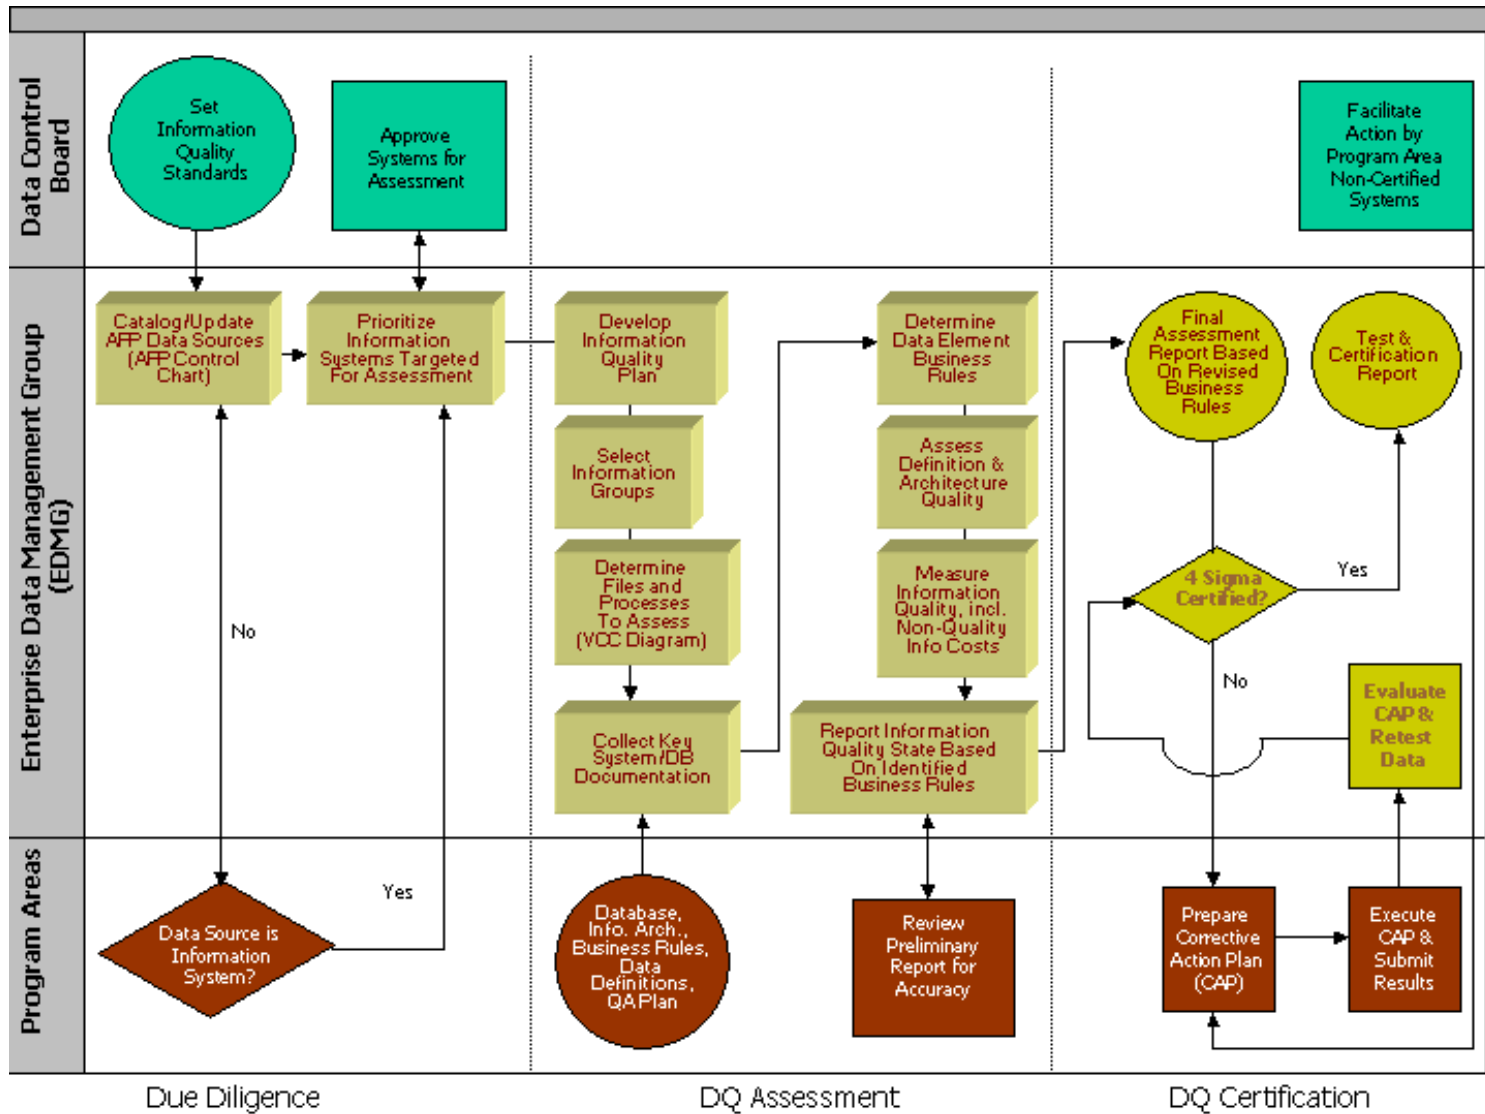 Data Control
Board
Set
Information
Quality
Standards
Approve
Systems for
Assessment
Facilitate
Action by
Program Area
Non-Certified
Systems
Enterprise Data Management Group
(EDMG)
Catalog/Update
AFP Data Sources
(AFP Control
Chart)
Prioritize
Information
Systems Targeted
For Assessment
Develop
Information
Quality
Plan
Select
Information
Groups
Determine
Files and
Processes
To Assess
(VCC Diagram)
Collect Key
System/DB
Documentation
Determine
Data Element
Business
Rules
Assess
Definition &
Architecture
Quality
Measure
Information
Quality, incl.
Non-Quality
Info Costs
Report Information
Quality State Based
On Identified
Business Rules
Final
Assessment
Report Based
On Revised
Business
Rules
Test &
Certification
Report
4 Sigma
Certified?
Yes
No
Evaluate
CAP &
Retest
Data
No
Program Areas
Data Source is
Information
System?
Yes
Database,
Info. Arch.,
Business Rules,
Data
Definitions,
QA Plan
Review
Preliminary
Report for
Accuracy
Prepare
Corrective
Action Plan
(CAP)
Execute
CAP &
Submit
Results
Due Diligence
DQ Assessment
DQ Certification